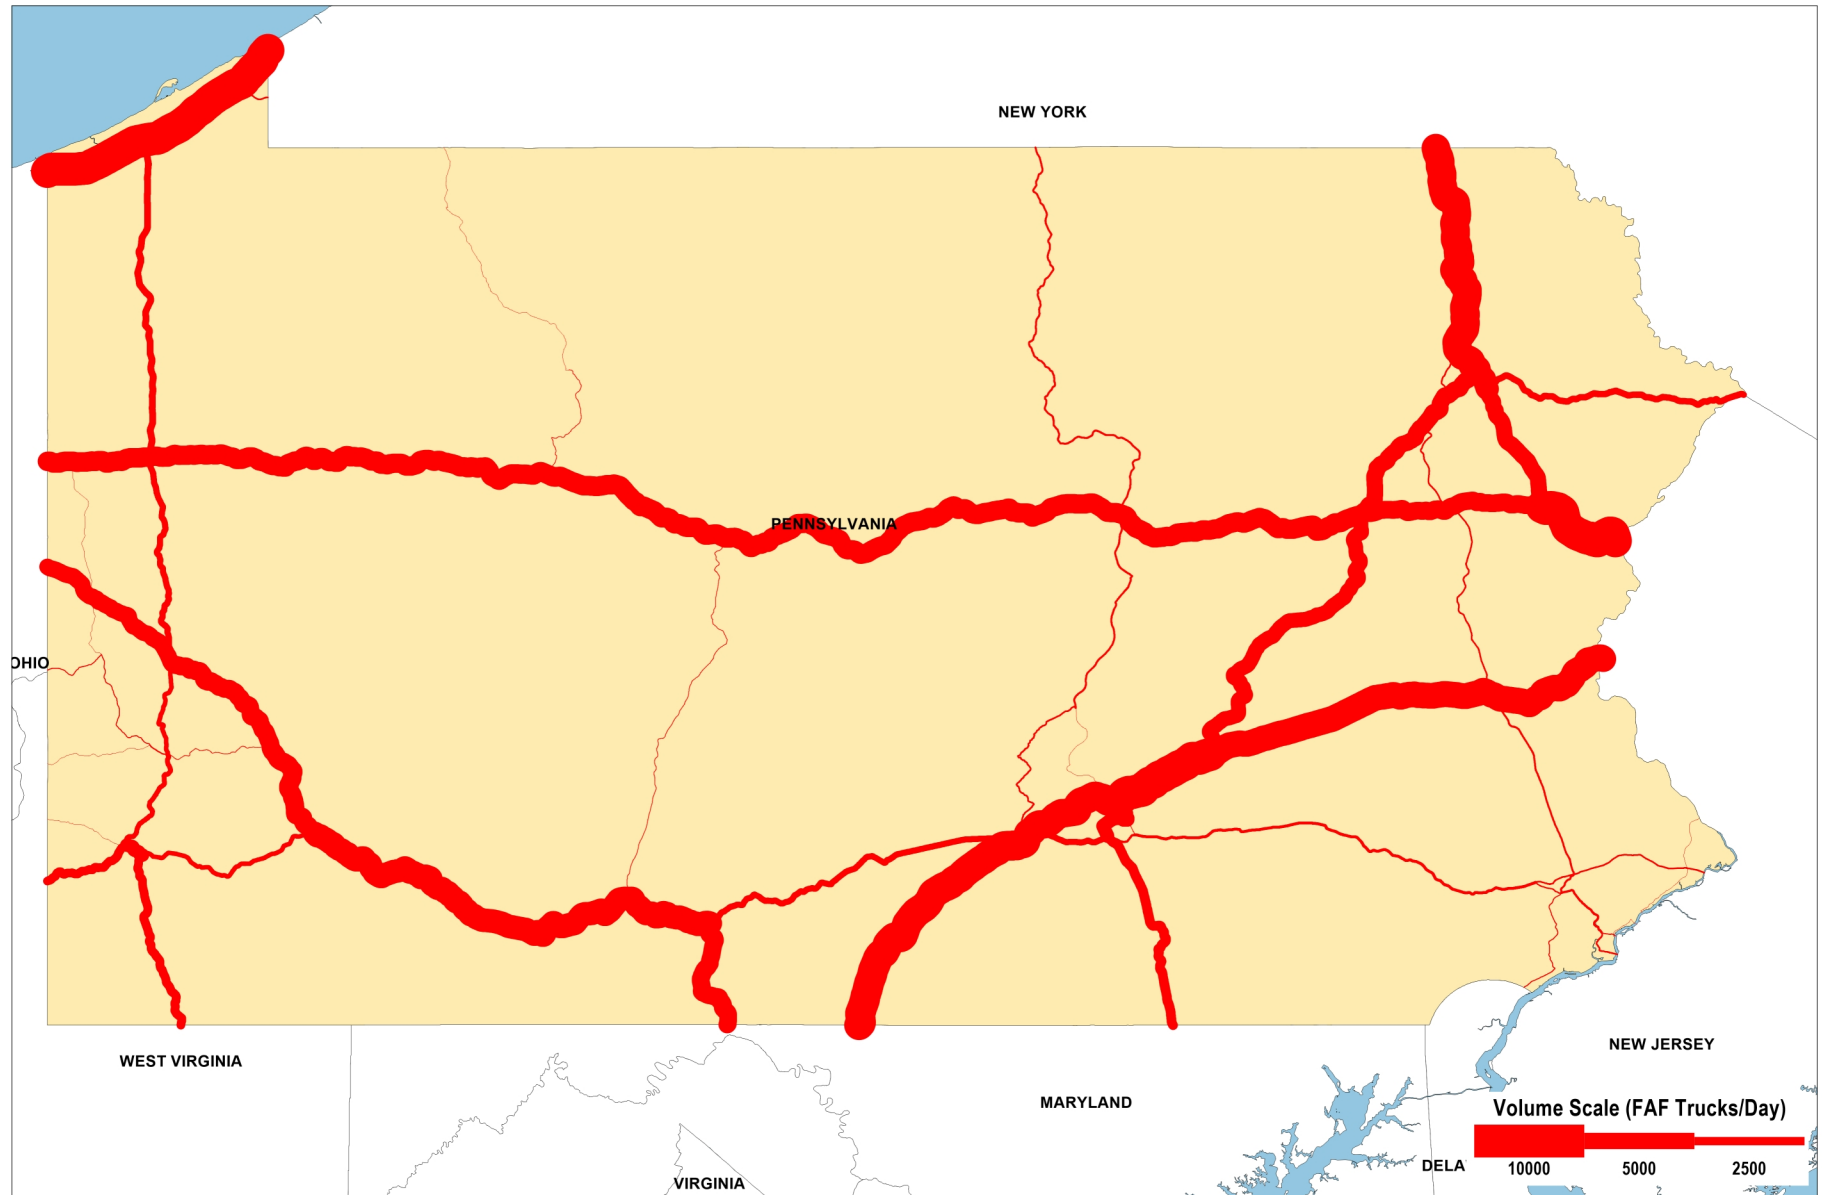 NEW YORK
PENNSYLVANIA
OHIO
WEST VIRGINIA
NEW JERSEY
MARYLAND
Volume Scale (FAF Trucks/Day)
DELA
10000 5000 2500
VIRGINIA